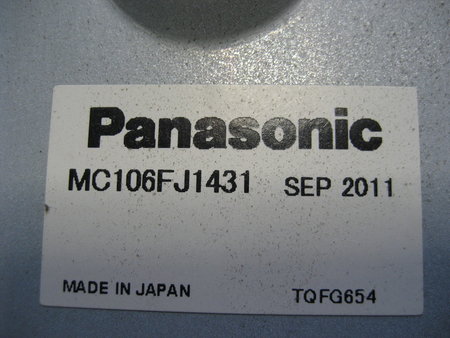 Panasonic
MC106FJ1431 SEP 2011
MADE IN JAPAN TQFG654